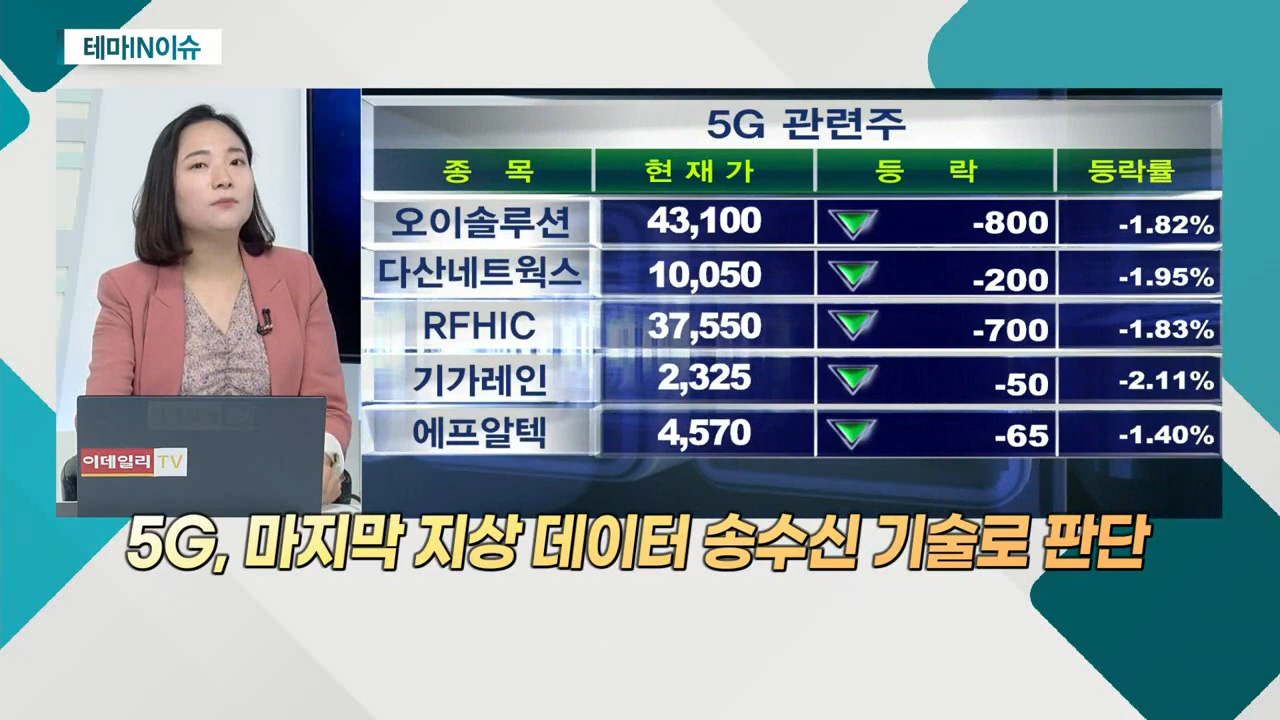 테마IN이슈
5G 관련주
종 목 현 재 가 등 락 등락률
오이솔루션 43,100 ▼ -800 -1.82%
다산네트웍스 10,050 ▼ -200 -1.95%
RFHIC 37,550 ▼ -700 -1.83%
기가레인 2,325 ▼ -50 -2.11%
에프알텍 4,570 ▼ -65 -1.40%
이데일리 TV
5G, 마지막 지상 데이터 송수신 기술로 판단